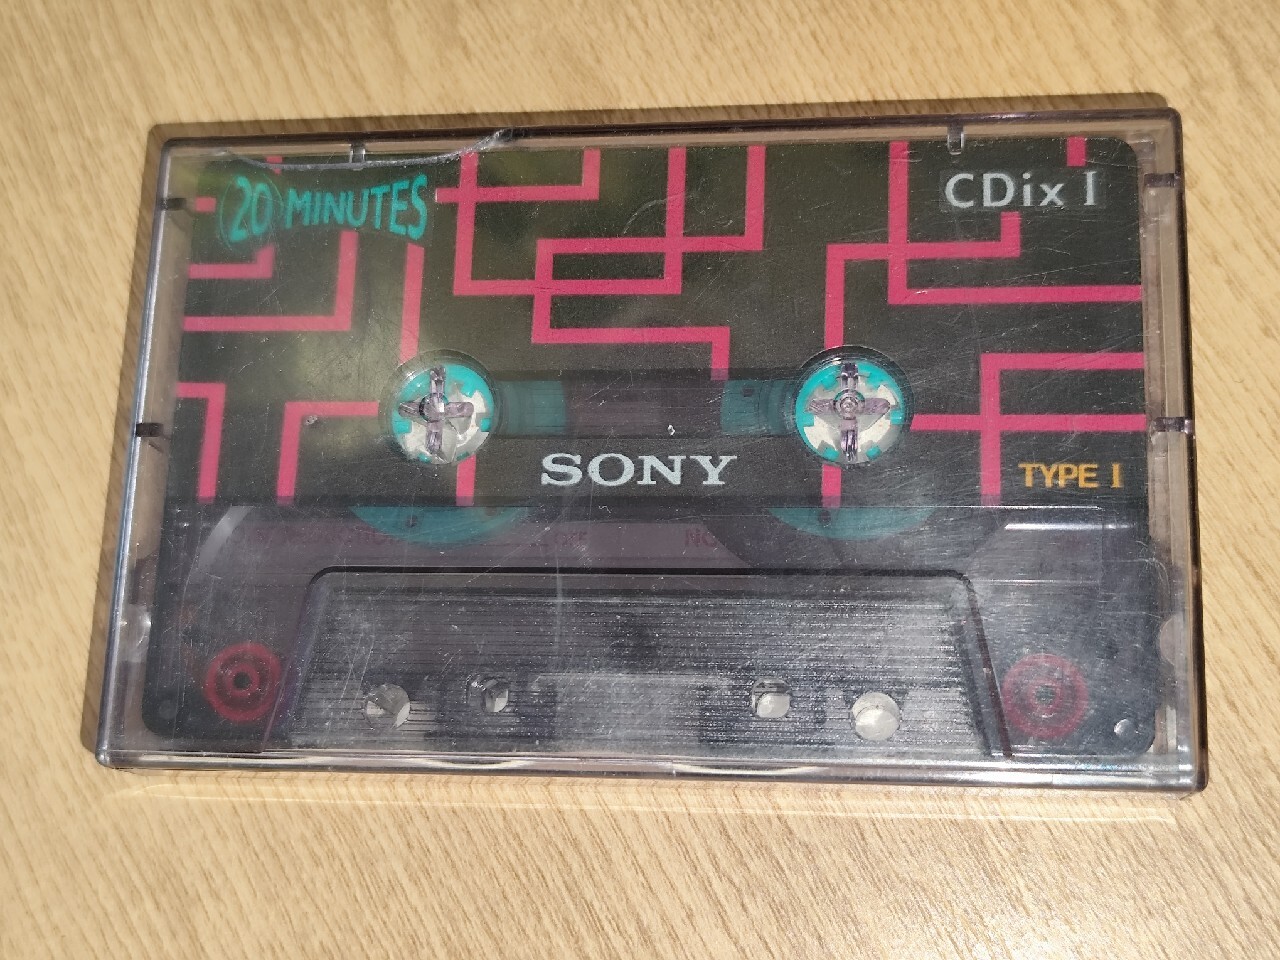 20 MINUTES
CDix I
SONY
TYPE I